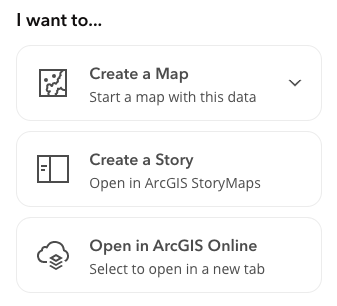 I want to...
Create a Map
Start a map with this data
Create a Story
Open in ArcGIS StoryMaps
Open in ArcGIS Online
Select to open in a new tab